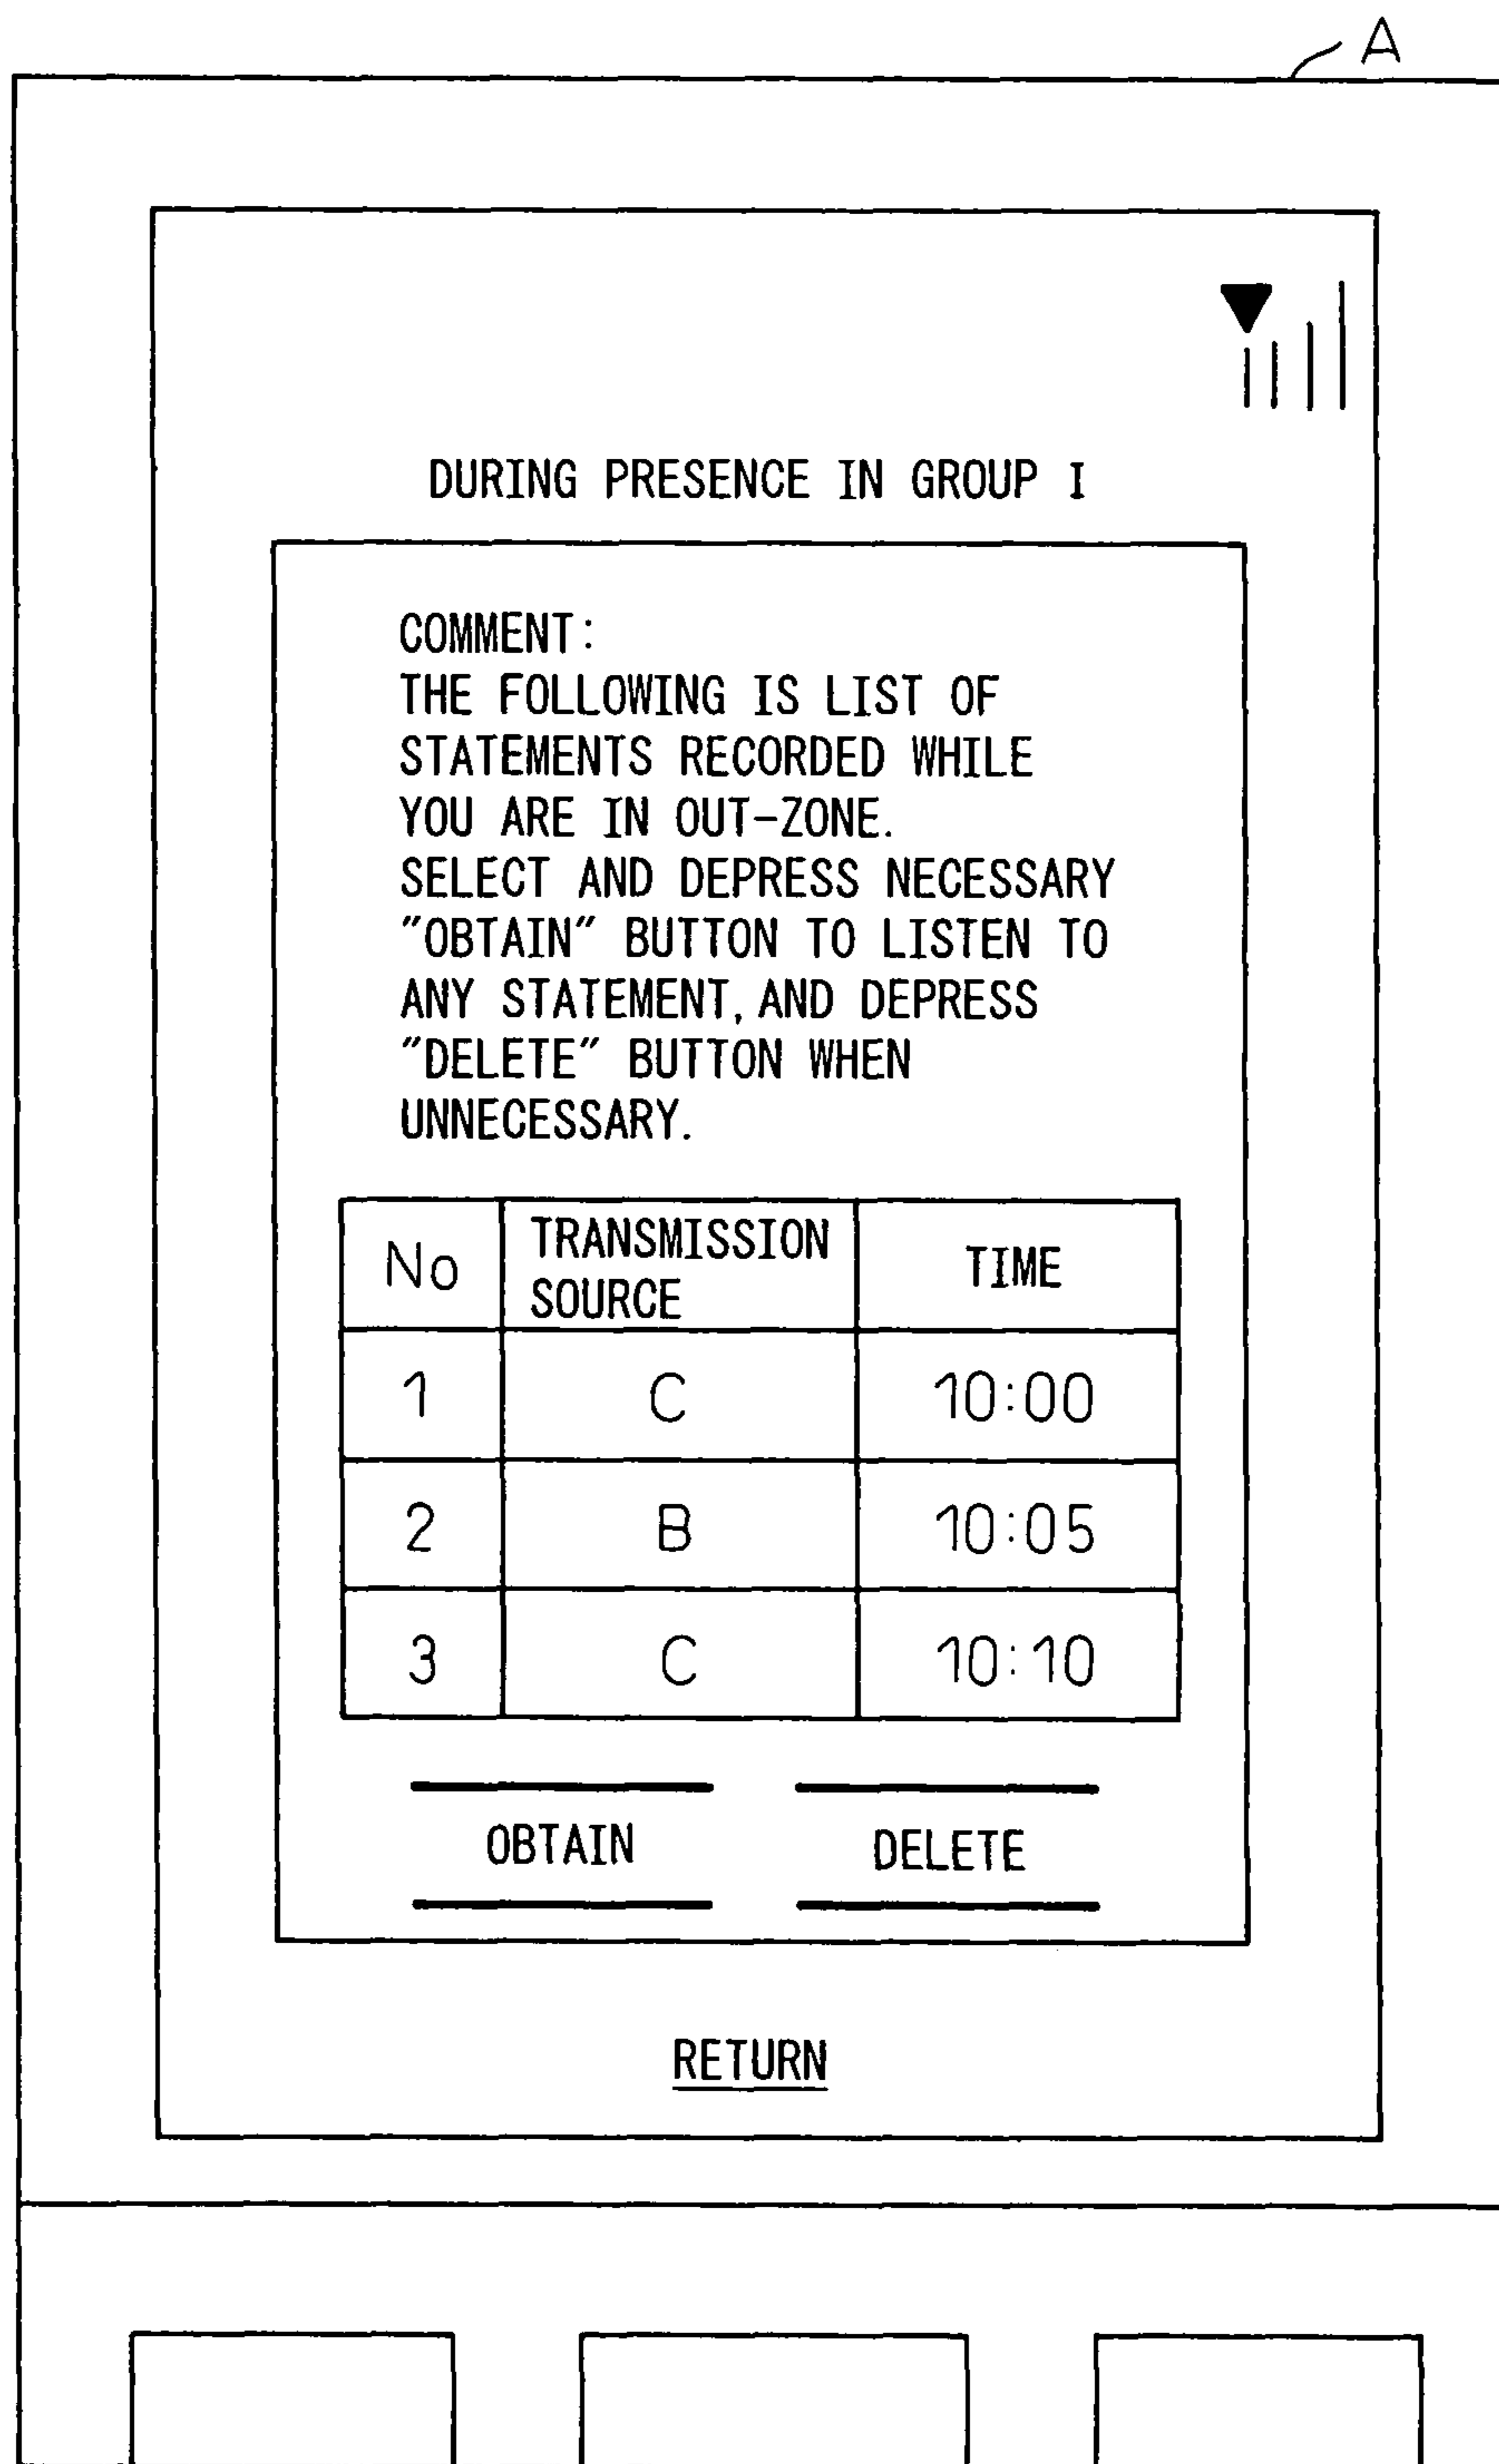 A
DURING PRESENCE IN GROUP I
COMMENT:
THE FOLLOWING IS LIST OF
STATEMENTS RECORDED WHILE
YOU ARE IN OUT-ZONE.
SELECT AND DEPRESS NECESSARY
"OBTAIN" BUTTON TO LISTEN TO
ANY STATEMENT, AND DEPRESS
"DELETE" BUTTON WHEN
UNNECESSARY.
No TRANSMISSION SOURCE TIME
1 C 10:00
2 B 10:05
3 C 10:10
OBTAIN DELETE
RETURN